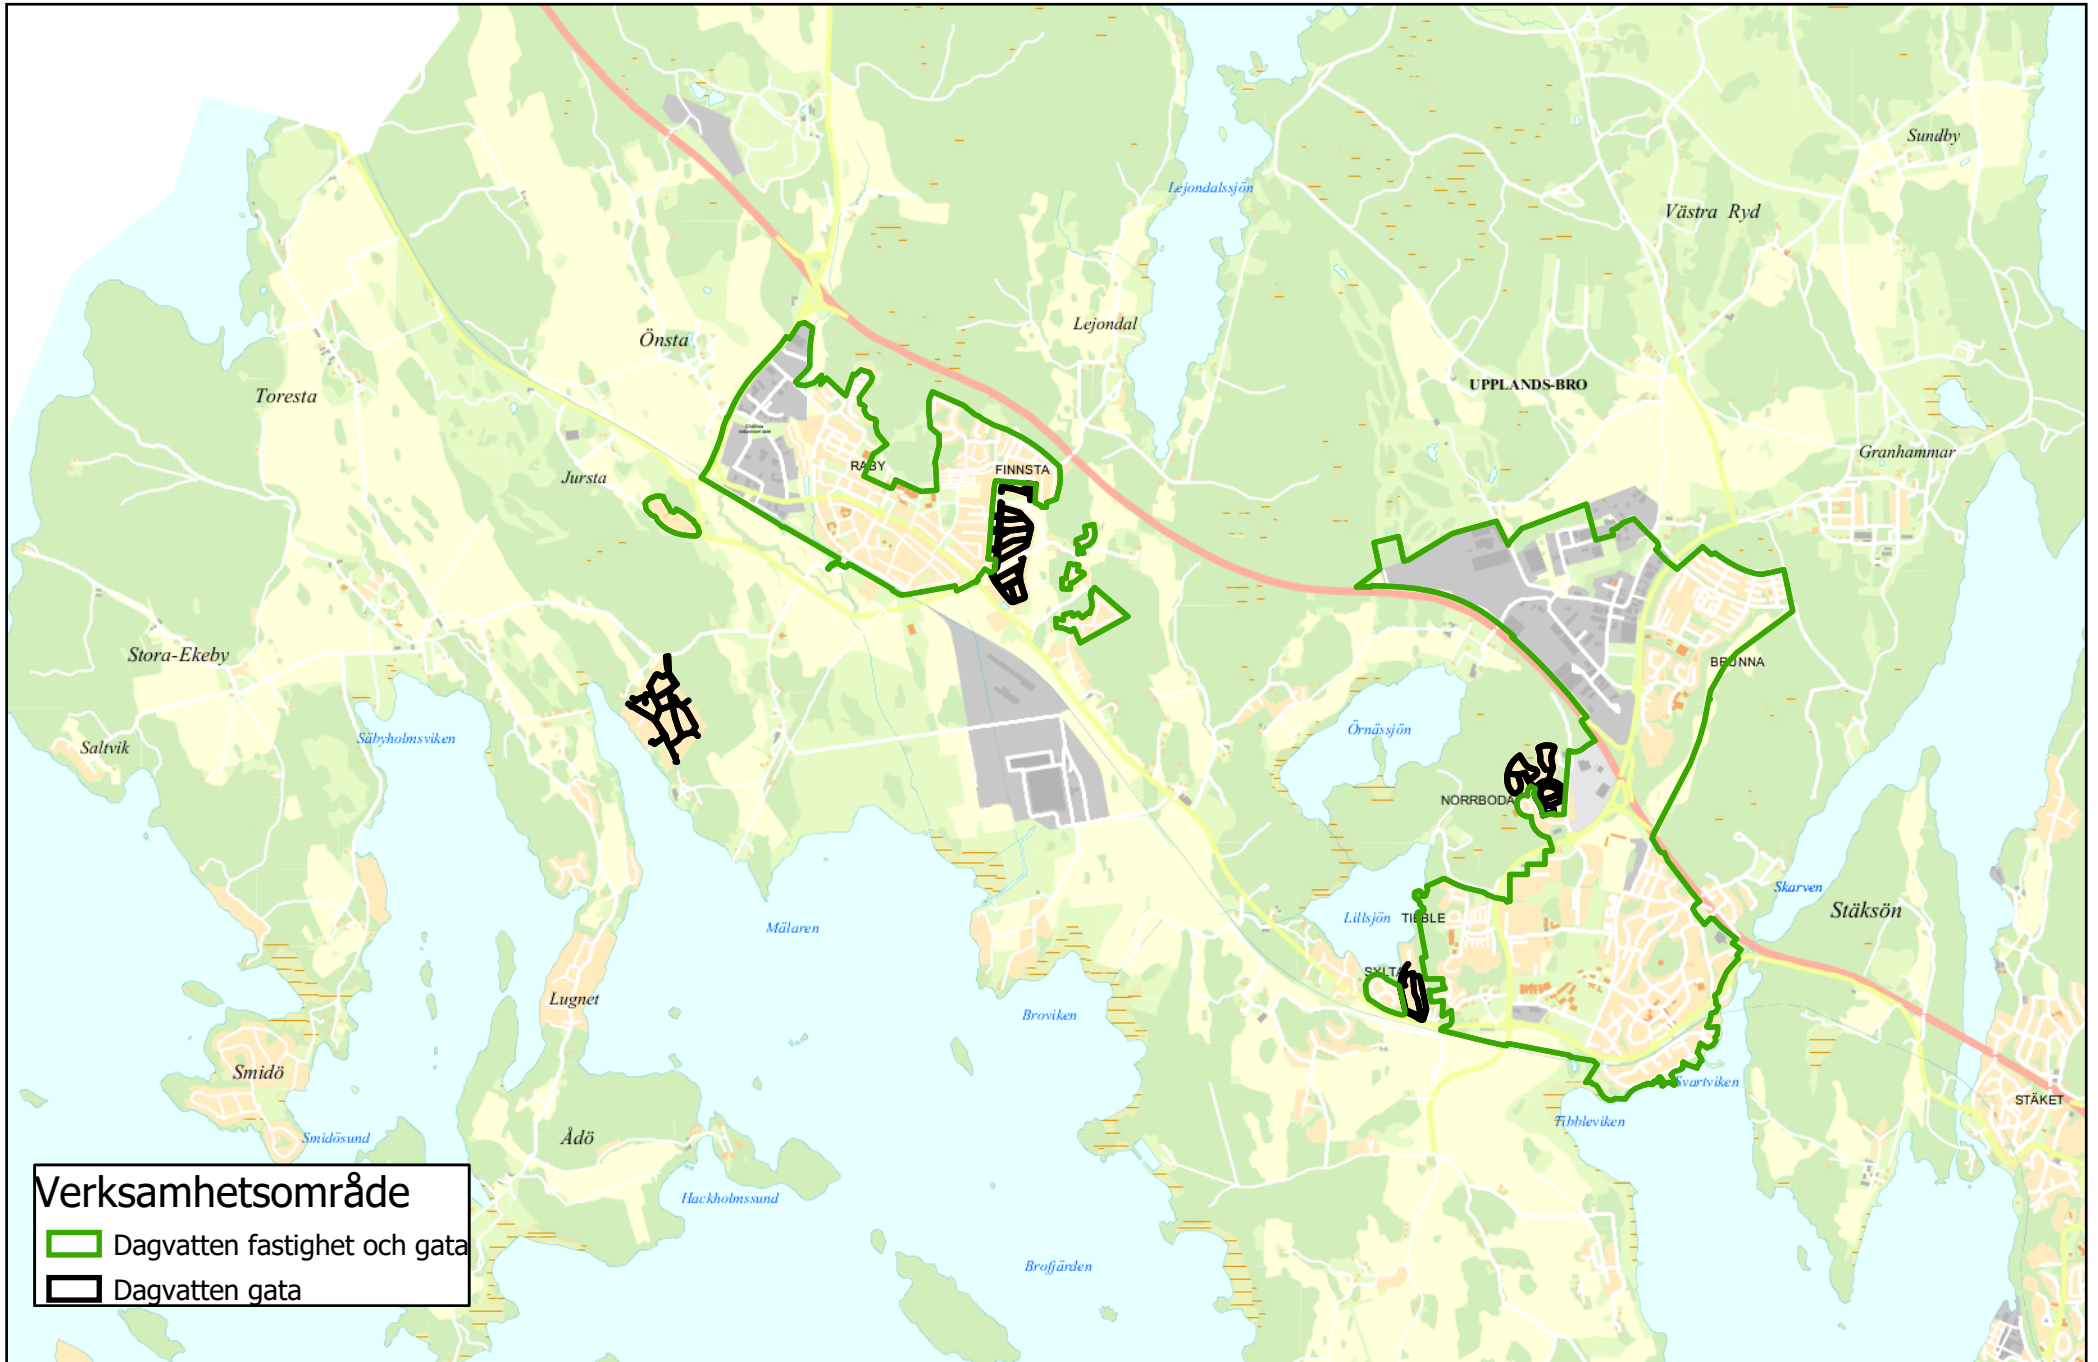 Sundby
Lejondalssjön
Västra Ryd
Lejondal
Önsta
UPPLANDS-BRO
Toresta
Granhammar
RÅBY
FINNSTA
Jursta
Stora-Ekeby
BRUNNA
Örnässjön
Säbyholmsviken
Saltvik
NORRBODA
Skarven
Stäksön
Lillsjön
TIBBLE
Mälaren
SYLTA
Lugnet
Broviken
Smidö
Svartviken
STÄKET
Tibbleviken
Smidösund
Ådö
Hackholmssund
Brofjärden
Verksamhetsområde
Dagvatten fastighet och gata
Dagvatten gata